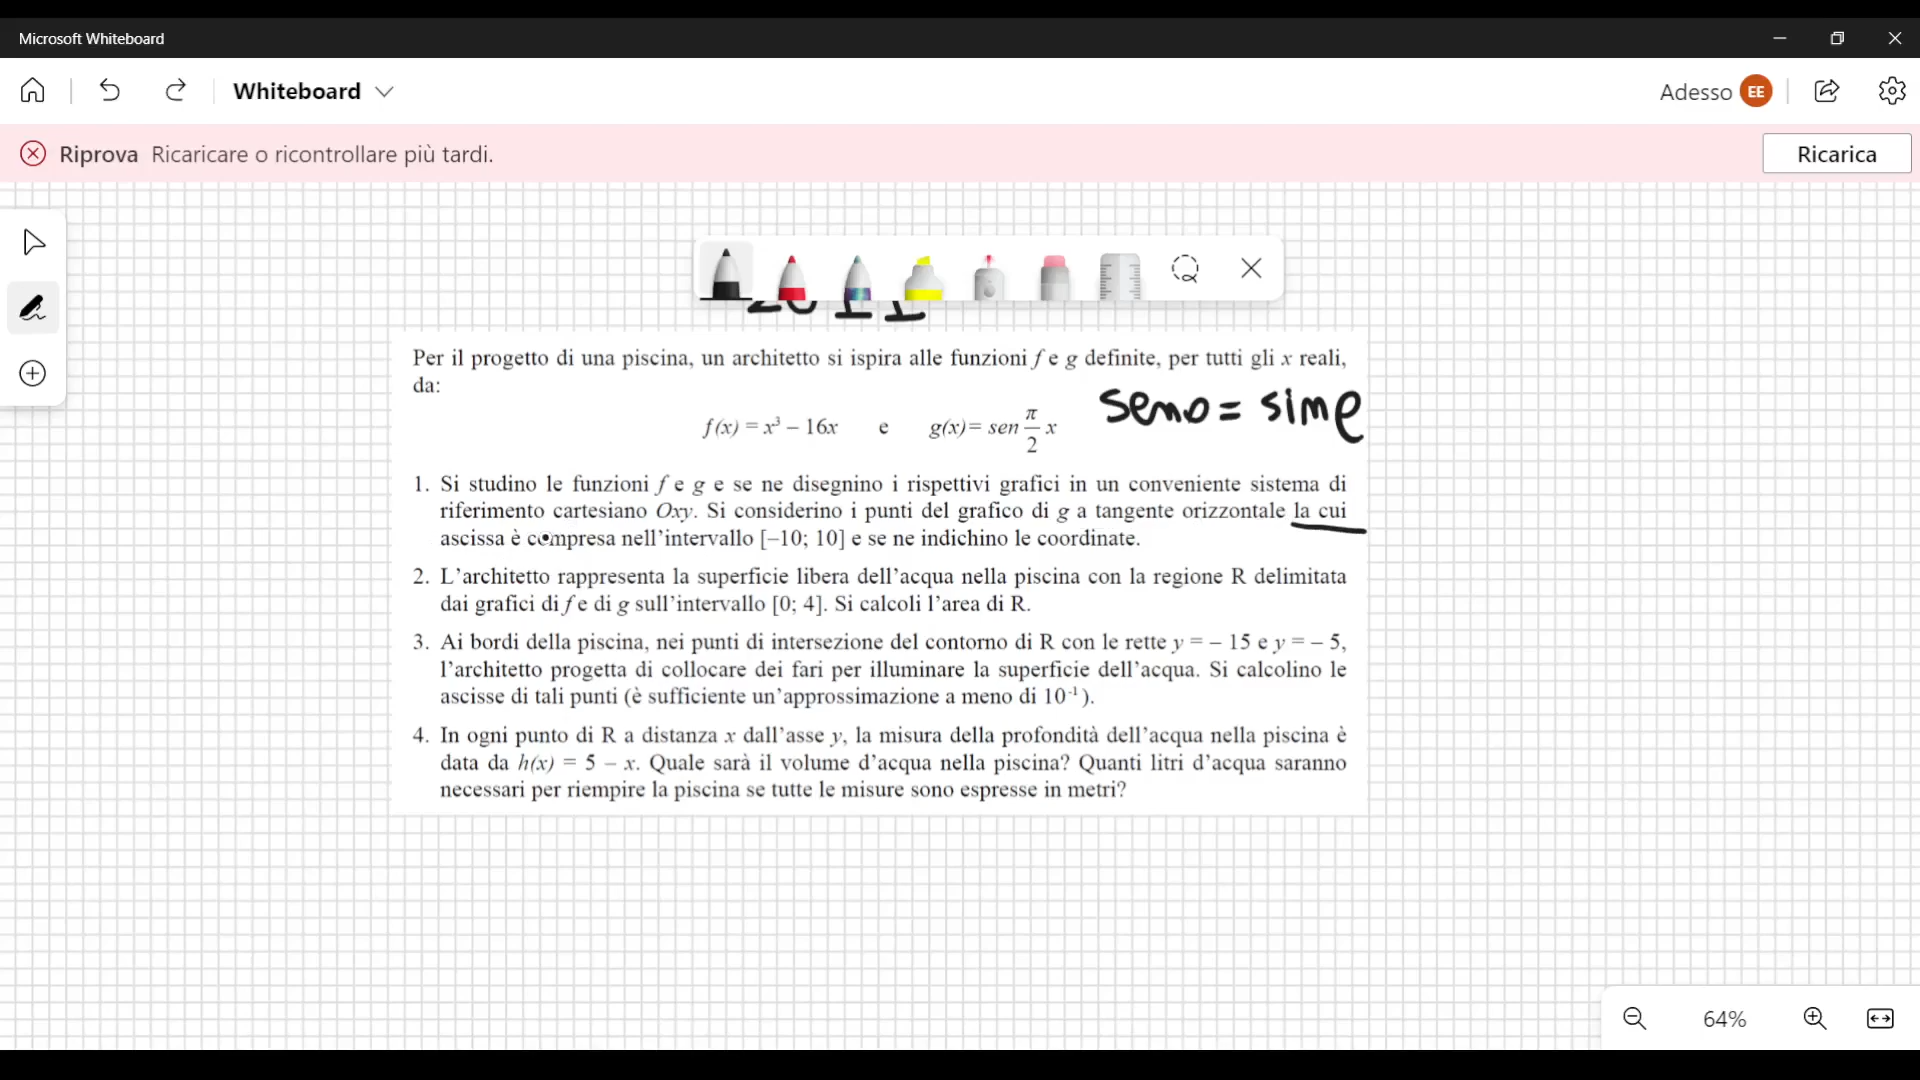 Microsoft Whiteboard
Whiteboard
Adesso EE
Riprova Ricaricare o ricontrollare più tardi.
Ricarica
2011
Per il progetto di una piscina, un architetto si ispira alle funzioni f e g definite, per tutti gli x reali,
da:
f(x) = x³ – 16x e g(x)= sen π/2 x
seno = sine
1. Si studino le funzioni f e g e se ne disegnino i rispettivi grafici in un conveniente sistema di
riferimento cartesiano Oxy. Si considerino i punti del grafico di g a tangente orizzontale la cui
ascissa è compresa nell'intervallo [–10; 10] e se ne indichino le coordinate.
2. L'architetto rappresenta la superficie libera dell'acqua nella piscina con la regione R delimitata
dai grafici di f e di g sull'intervallo [0; 4]. Si calcoli l'area di R.
3. Ai bordi della piscina, nei punti di intersezione del contorno di R con le rette y = – 15 e y = – 5,
l'architetto progetta di collocare dei fari per illuminare la superficie dell'acqua. Si calcolino le
ascisse di tali punti (è sufficiente un'approssimazione a meno di 10⁻¹).
4. In ogni punto di R a distanza x dall'asse y, la misura della profondità dell'acqua nella piscina è
data da h(x) = 5 – x. Quale sarà il volume d'acqua nella piscina? Quanti litri d'acqua saranno
necessari per riempire la piscina se tutte le misure sono espresse in metri?
64%